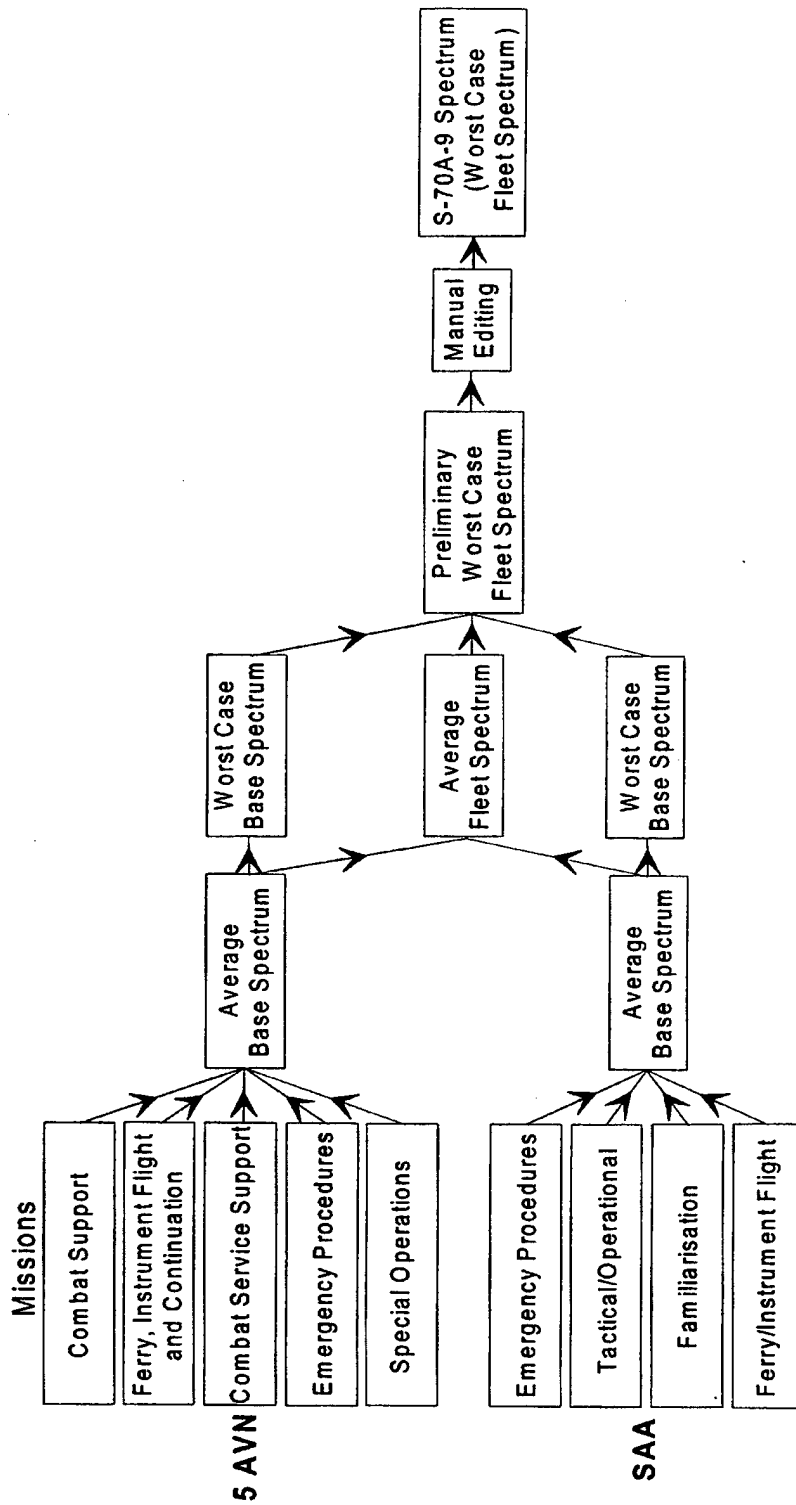 Missions
5 AVN
Combat Support
Ferry, Instrument Flight
and Continuation
Combat Service Support
Emergency Procedures
Special Operations
SAA
Emergency Procedures
Tactical/Operational
Familiarisation
Ferry/Instrument Flight
Average
Base Spectrum
Average
Base Spectrum
Worst Case
Base Spectrum
Average
Fleet Spectrum
Worst Case
Base Spectrum
Preliminary
Worst Case
Fleet Spectrum
Manual
Editing
S-70A-9 Spectrum
(Worst Case
Fleet Spectrum)